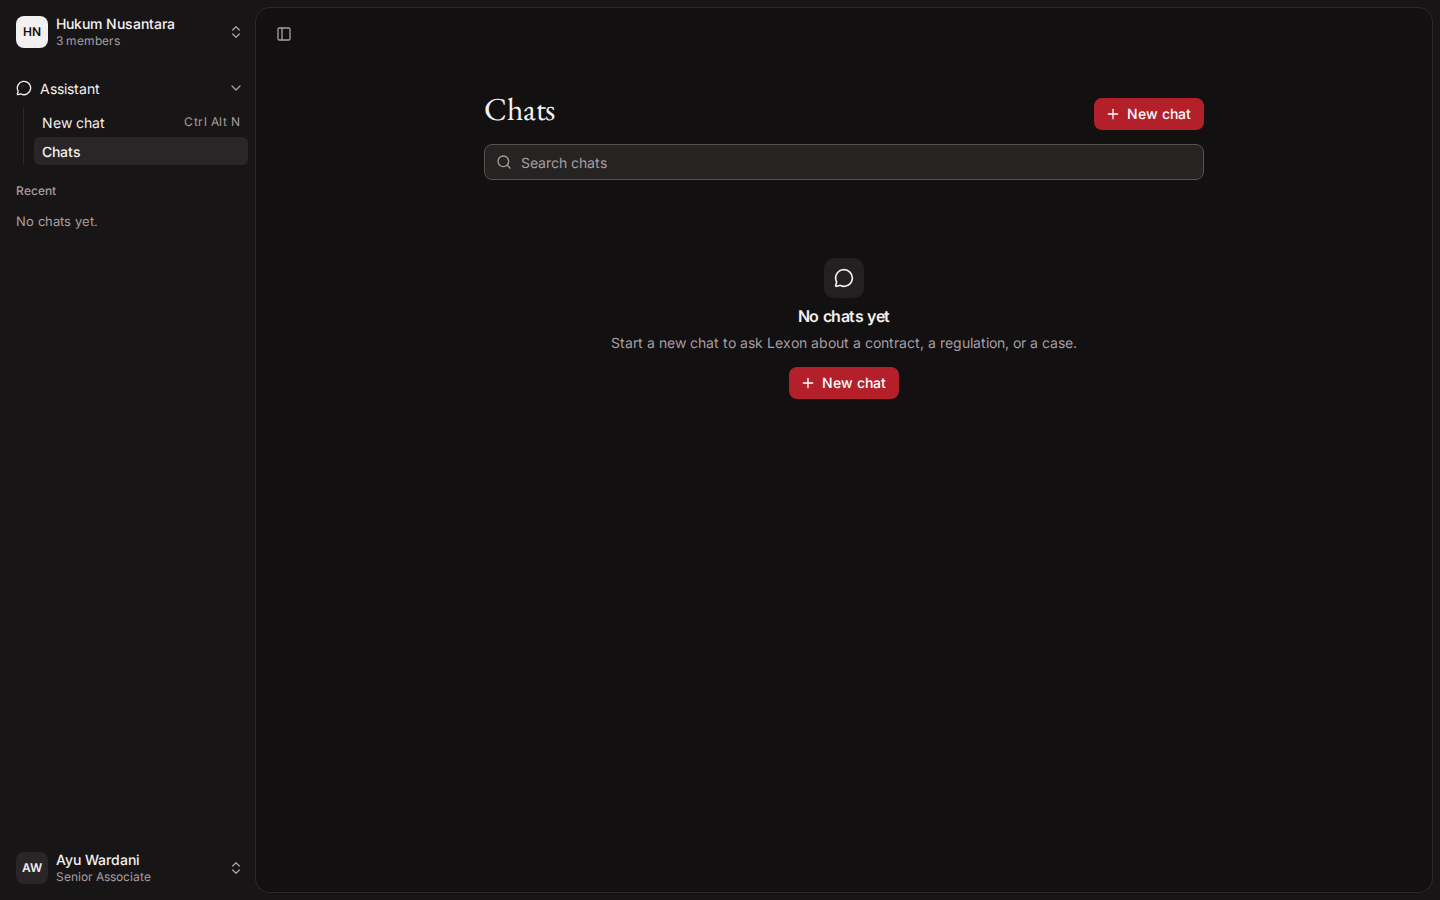 HN
Hukum Nusantara
3 members
Assistant
New chat
Ctrl Alt N
Chats
Recent
No chats yet.
AW
Ayu Wardani
Senior Associate
Chats
New chat
Search chats
No chats yet
Start a new chat to ask Lexon about a contract, a regulation, or a case.
New chat